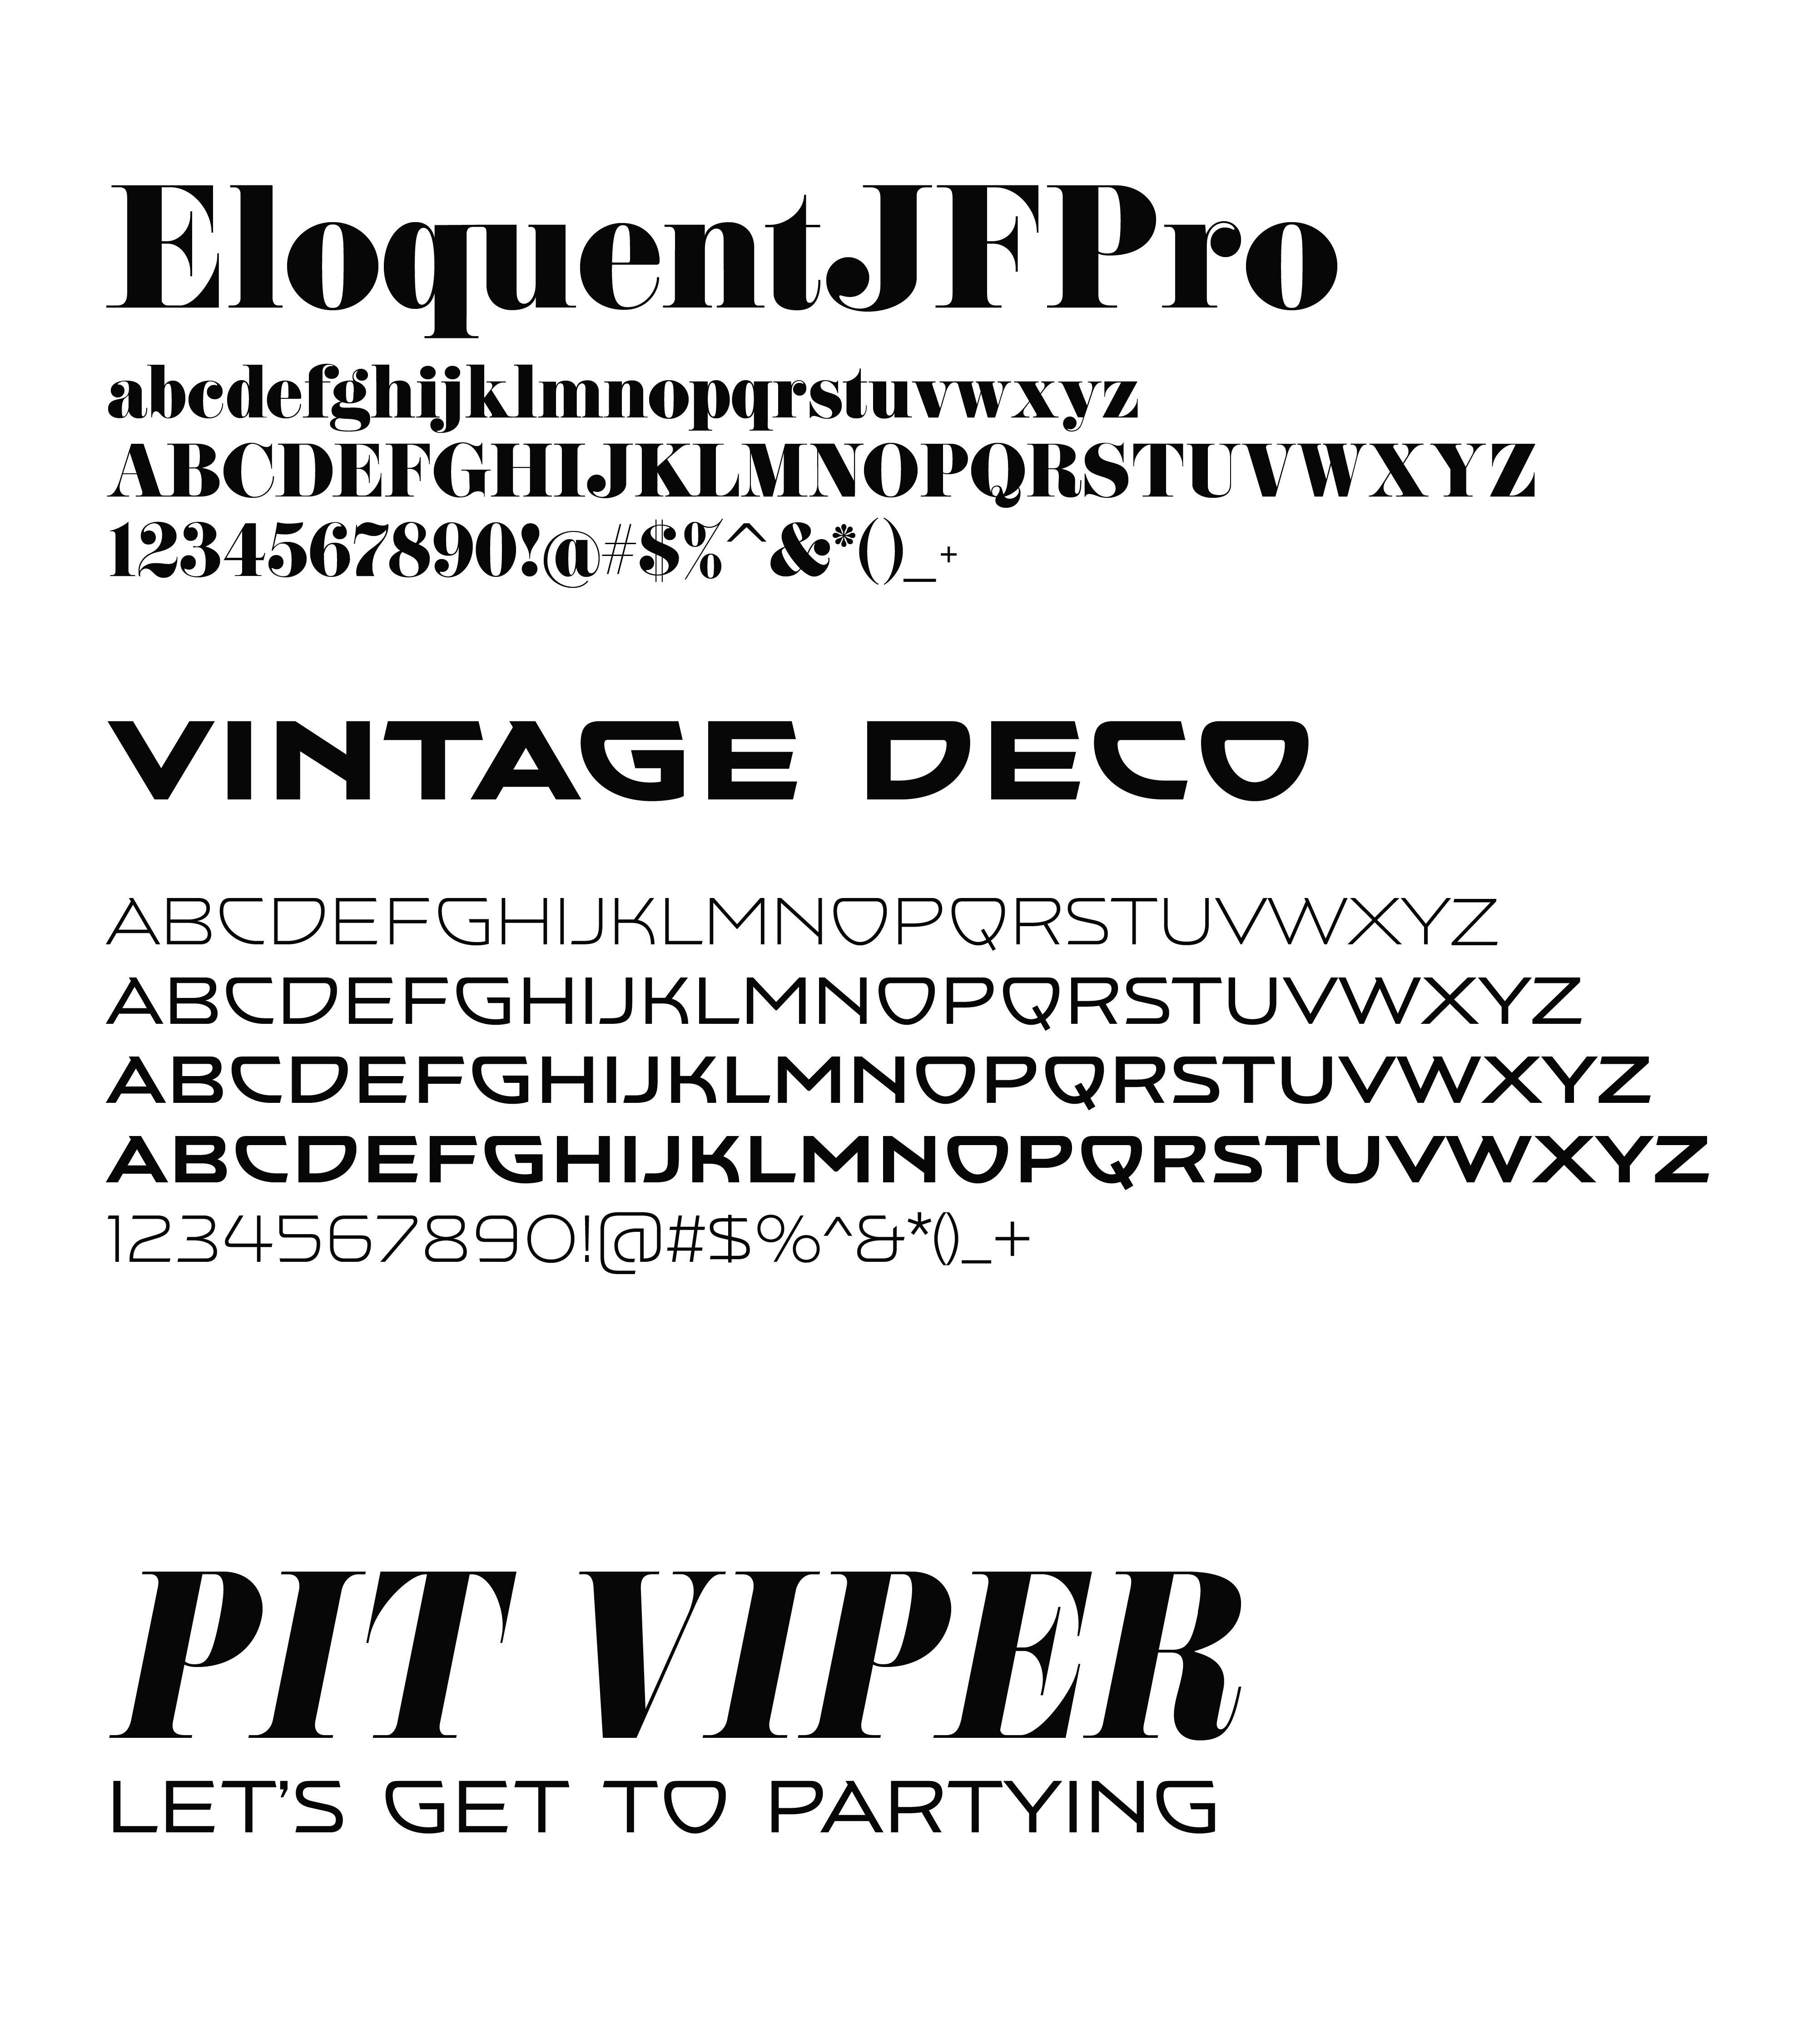 EloquentJFPro
abcdefghijklmnopqrstuvwxyz
ABCDEFGHIJKLMNOPQRSTUVWXYZ
1234567890!@#$%^&*()_+
VINTAGE DECO
ABCDEFGHIJKLMNOPQRSTUVWXYZ
ABCDEFGHIJKLMNOPQRSTUVWXYZ
ABCDEFGHIJKLMNOPQRSTUVWXYZ
ABCDEFGHIJKLMNOPQRSTUVWXYZ
1234567890!@#$%^&*()_+
PIT VIPER
LET'S GET TO PARTYING